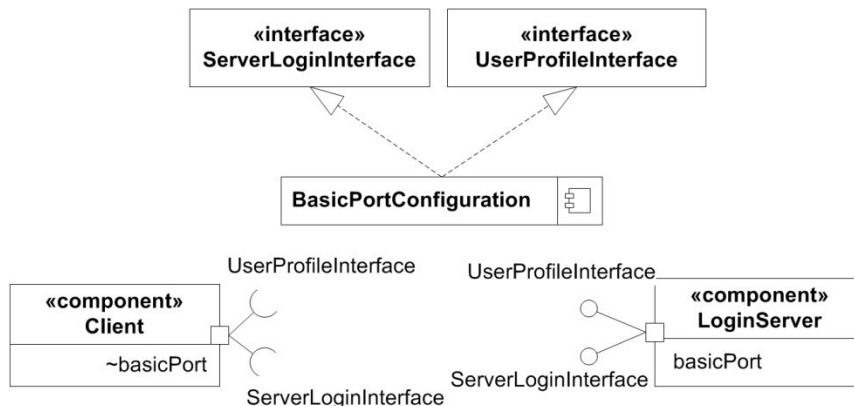 «interface»
ServerLoginInterface
«interface»
UserProfileInterface
BasicPortConfiguration
UserProfileInterface
«component»
Client
~basicPort
ServerLoginInterface
UserProfileInterface
«component»
LoginServer
basicPort
ServerLoginInterface